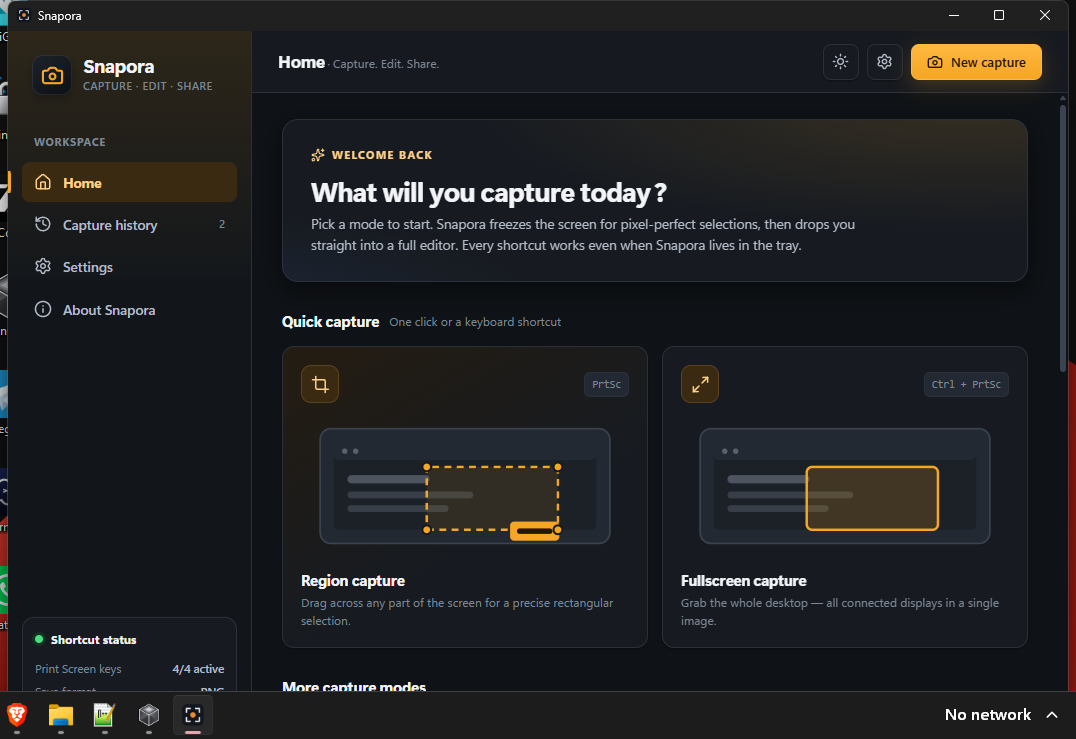 Snapora
Snapora
CAPTURE · EDIT · SHARE
WORKSPACE
Home
Capture history 2
Settings
About Snapora
Shortcut status
Print Screen keys 4/4 active
Save format PNG
Home · Capture. Edit. Share.
New capture
WELCOME BACK
What will you capture today?
Pick a mode to start. Snapora freezes the screen for pixel-perfect selections, then drops you
straight into a full editor. Every shortcut works even when Snapora lives in the tray.
Quick capture One click or a keyboard shortcut
PrtSc
Region capture
Drag across any part of the screen for a precise rectangular
selection.
Ctrl + PrtSc
Fullscreen capture
Grab the whole desktop — all connected displays in a single
image.
More capture modes
No network